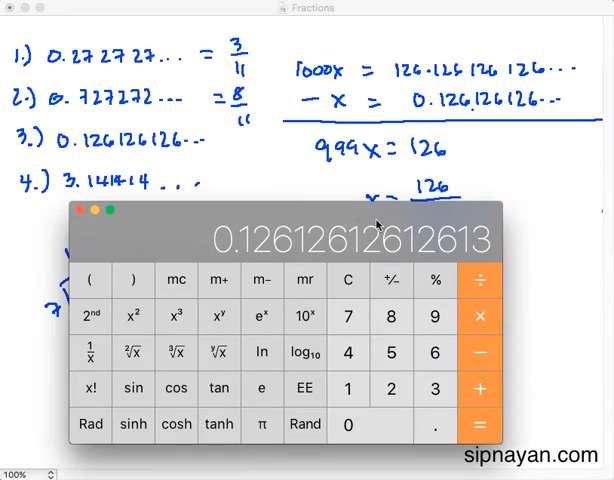 Fractions
1.) 0.272727... = 3/11
2.) 0.727272... = 8/11
3.) 0.126126126...
4.) 3.141414...
1000x = 126.126126126...
- x = 0.126126126...
999x = 126
x = 126
0.12612612612613
( ) mc m+ m- mr C +/- % ÷
2nd x² x³ xʸ eˣ 10ˣ 7 8 9 ×
1/x ²√x ³√x ʸ√x ln log₁₀ 4 5 6 −
x! sin cos tan e EE 1 2 3 +
Rad sinh cosh tanh π Rand 0 . =
7
sipnayan.com
100%